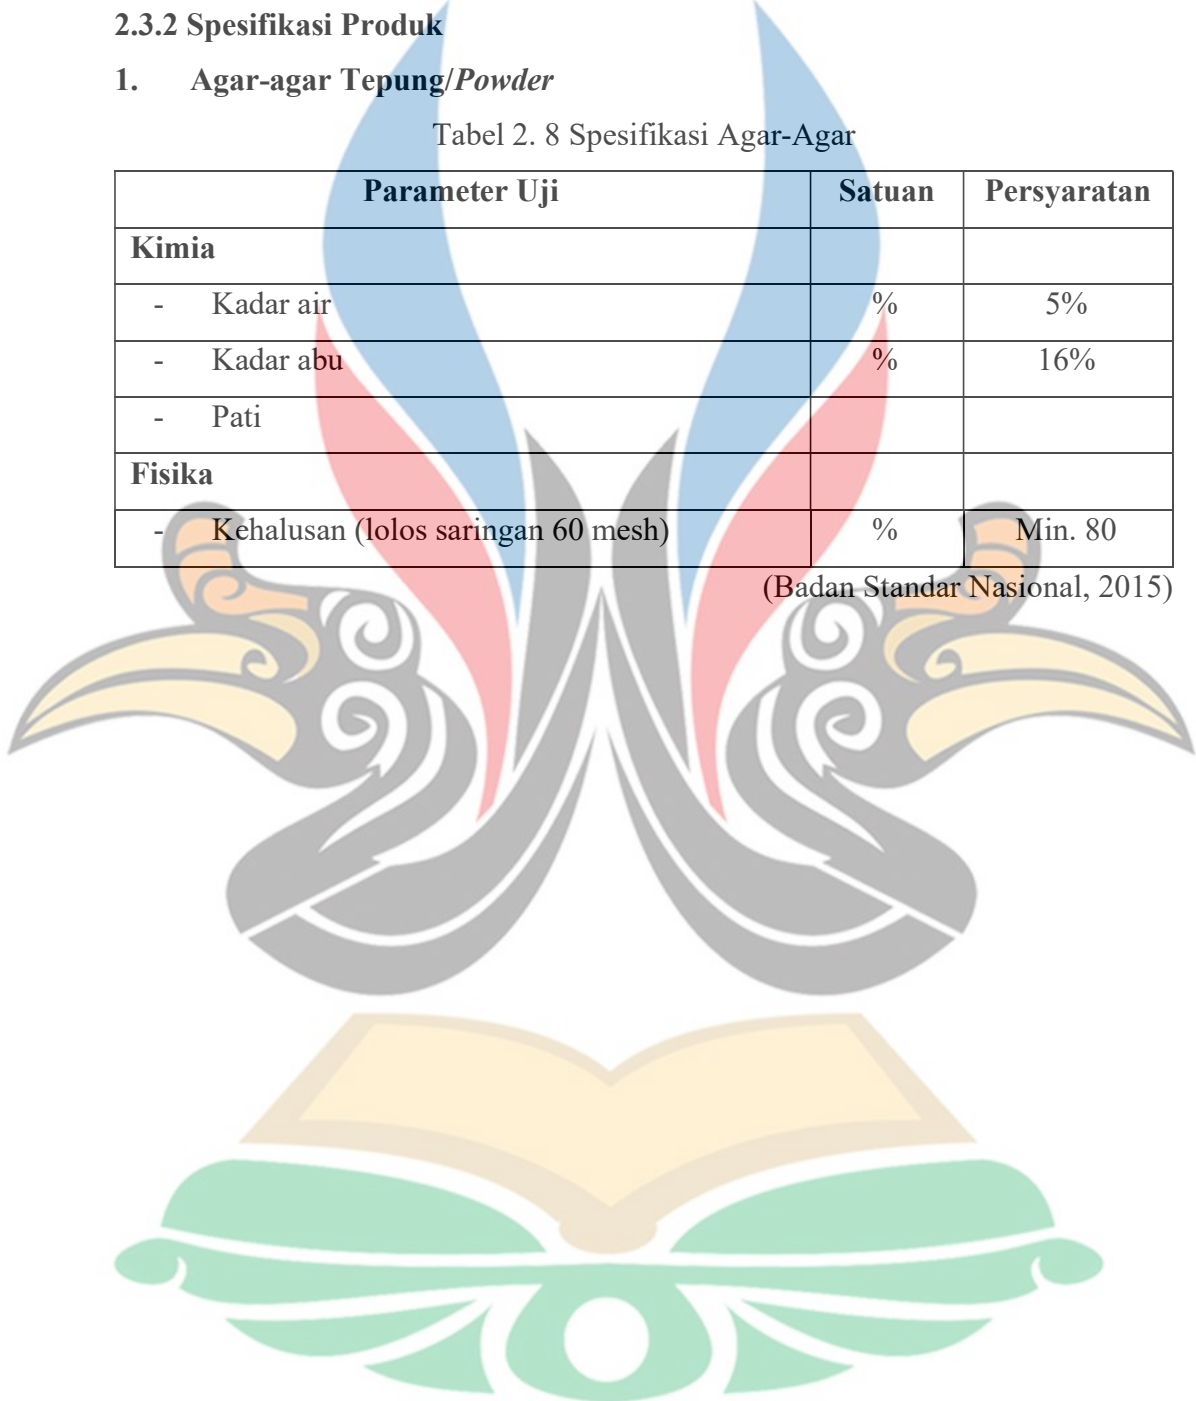 2.3.2 Spesifikasi Produk
1. Agar-agar Tepung/Powder
Tabel 2. 8 Spesifikasi Agar-Agar
Parameter Uji Satuan Persyaratan
Kimia
- Kadar air % 5%
- Kadar abu % 16%
- Pati
Fisika
- Kehalusan (lolos saringan 60 mesh) % Min. 80
(Badan Standar Nasional, 2015)